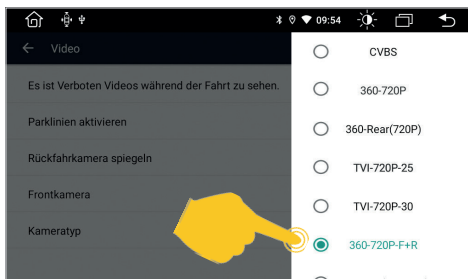 09:54
Video
Es ist Verboten Videos während der Fahrt zu sehen.
Parklinien aktivieren
Rückfahrkamera spiegeln
Frontkamera
Kameratyp
CVBS
360-720P
360-Rear(720P)
TVI-720P-25
TVI-720P-30
360-720P-F+R